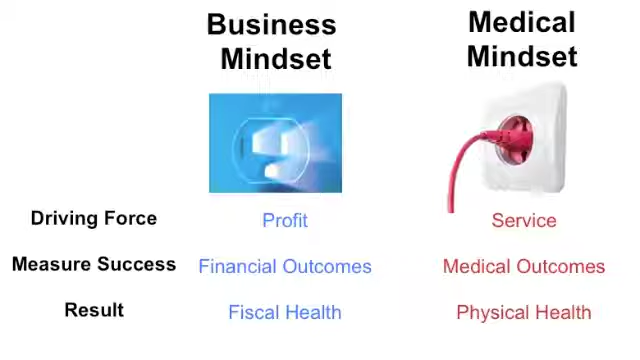 Business
Mindset
Medical
Mindset
Driving Force
Profit
Service
Measure Success
Financial Outcomes
Medical Outcomes
Result
Fiscal Health
Physical Health